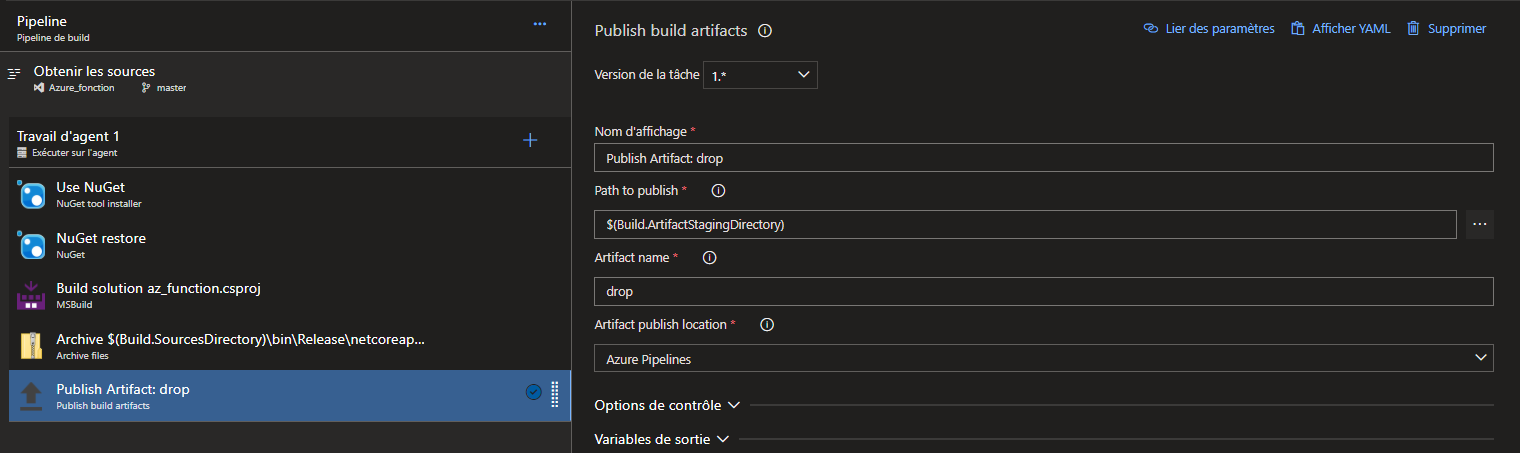 Pipeline
Pipeline de build
Obtenir les sources
Azure_fonction master
Travail d'agent 1
Exécuter sur l'agent
Use NuGet
NuGet tool installer
NuGet restore
NuGet
Build solution az_function.csproj
MSBuild
Archive $(Build.SourcesDirectory)\bin\Release\netcoreap...
Archive files
Publish Artifact: drop
Publish build artifacts
Publish build artifacts
Lier des paramètres Afficher YAML Supprimer
Version de la tâche 1.*
Nom d'affichage *
Publish Artifact: drop
Path to publish *
$(Build.ArtifactStagingDirectory)
Artifact name *
drop
Artifact publish location *
Azure Pipelines
Options de contrôle
Variables de sortie